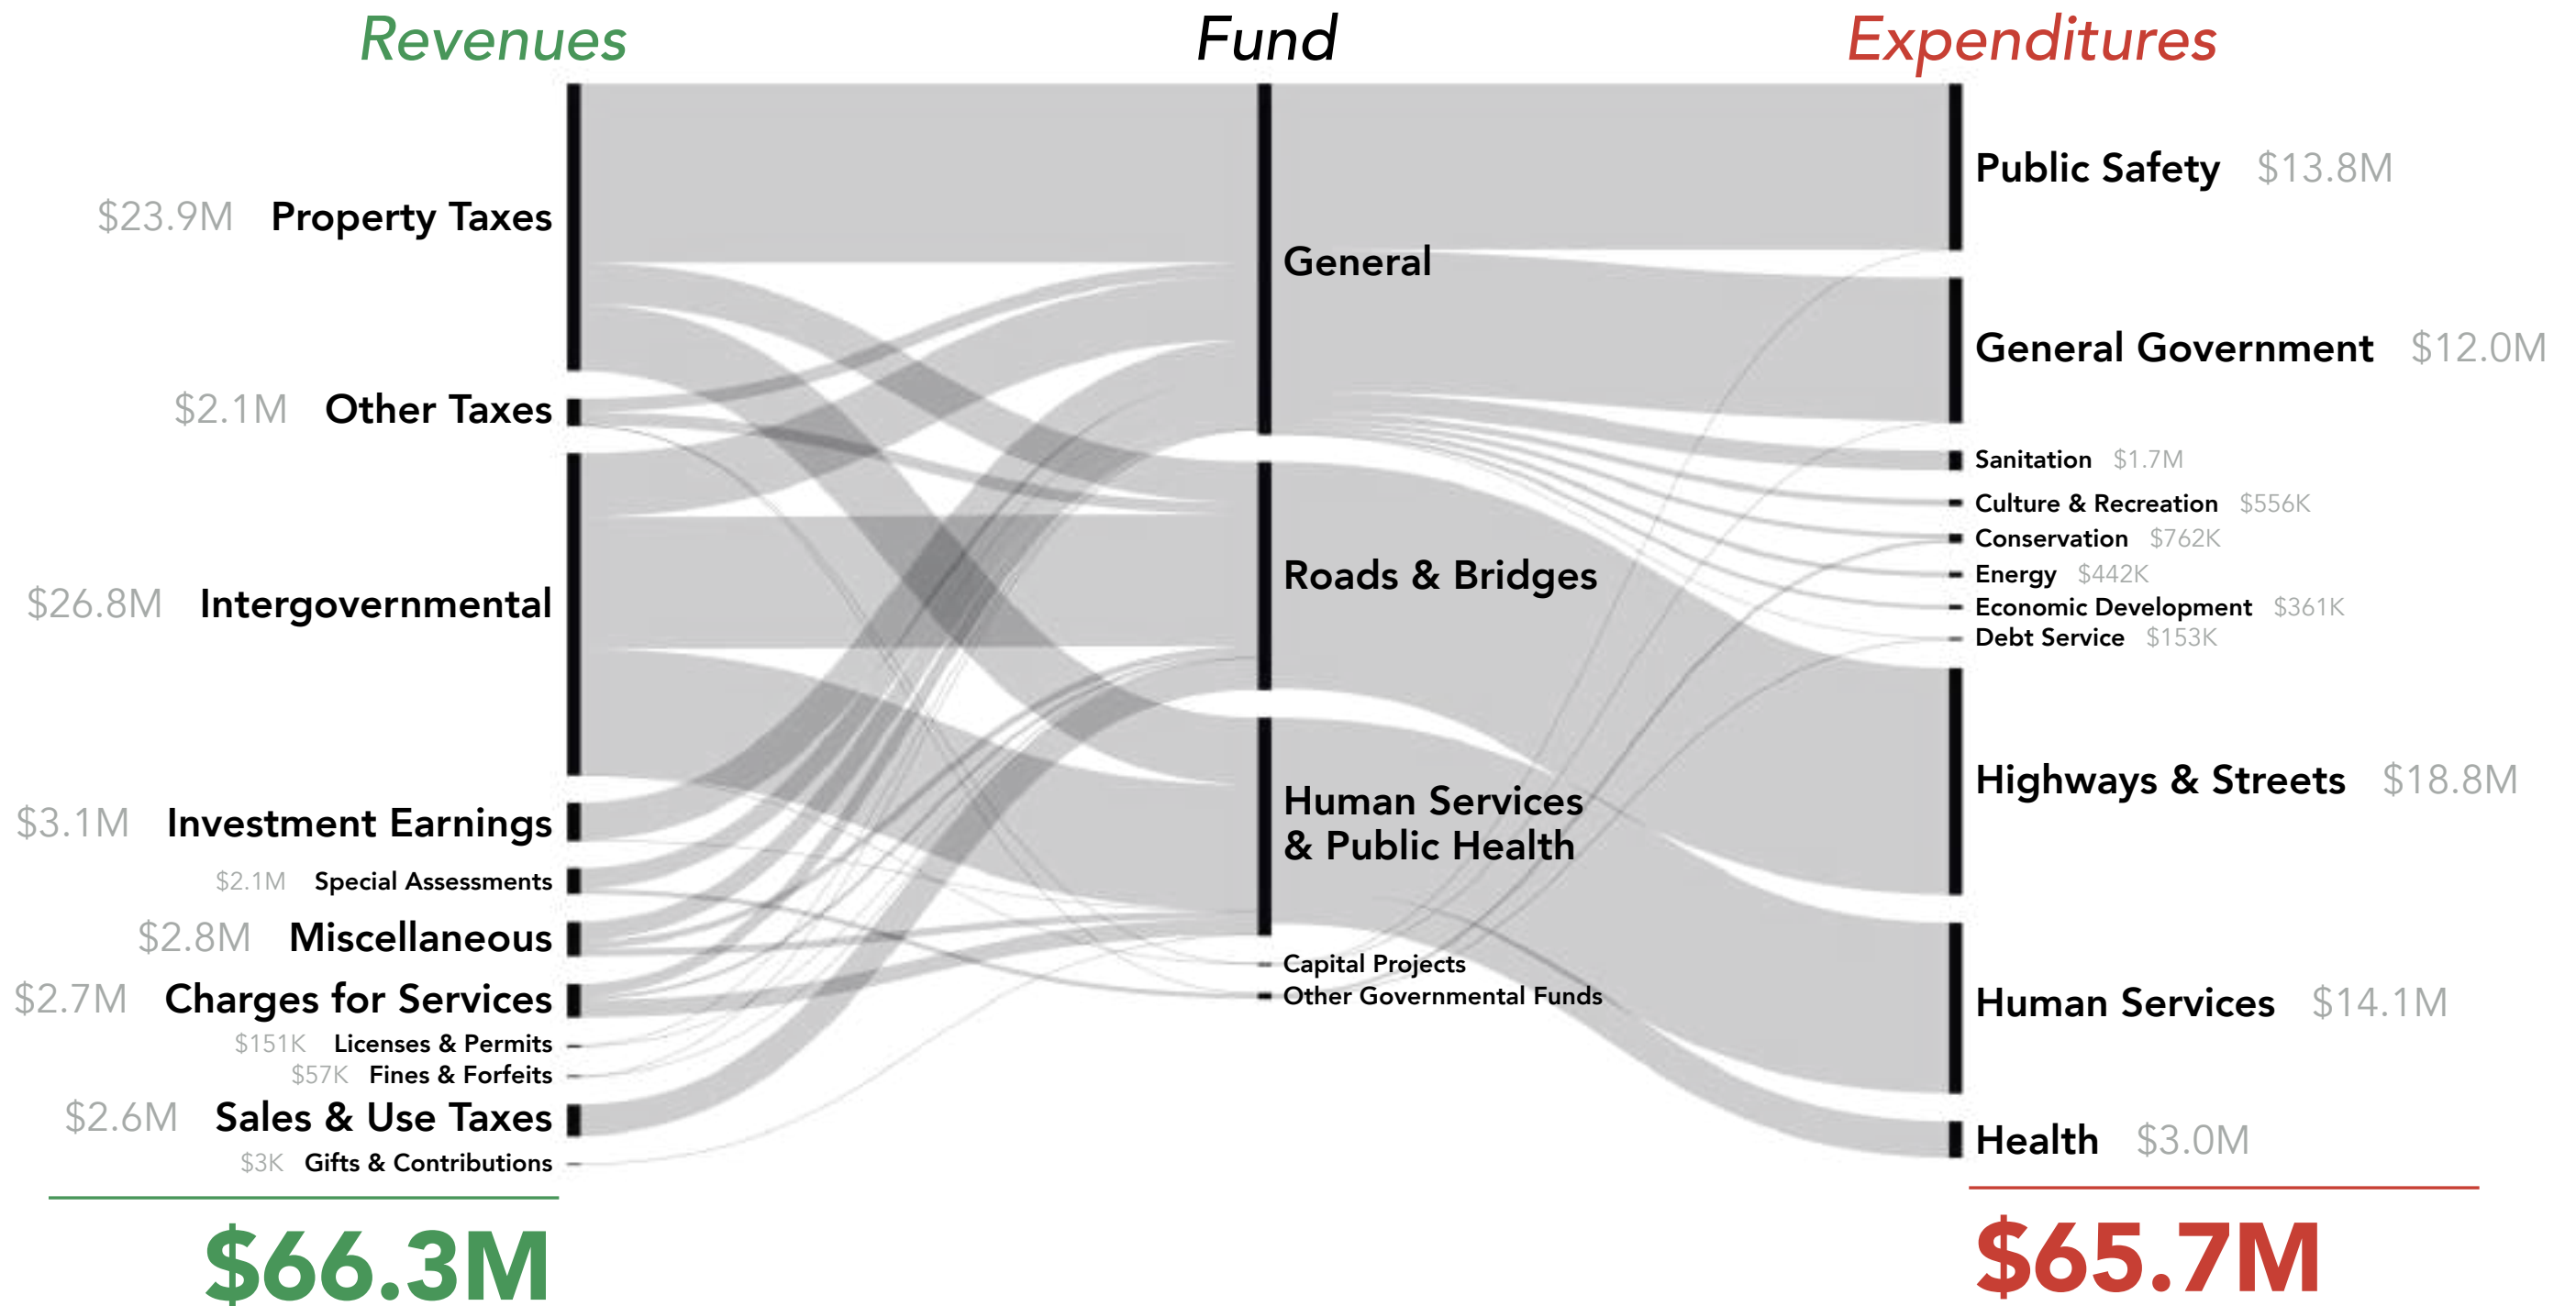 Revenues
Fund
Expenditures
$23.9M Property Taxes
$2.1M Other Taxes
$26.8M Intergovernmental
$3.1M Investment Earnings
$2.1M Special Assessments
$2.8M Miscellaneous
$2.7M Charges for Services
$151K Licenses & Permits
$57K Fines & Forfeits
$2.6M Sales & Use Taxes
$3K Gifts & Contributions
$66.3M
General
Roads & Bridges
Human Services
& Public Health
Capital Projects
Other Governmental Funds
Public Safety $13.8M
General Government $12.0M
Sanitation $1.7M
Culture & Recreation $556K
Conservation $762K
Energy $442K
Economic Development $361K
Debt Service $153K
Highways & Streets $18.8M
Human Services $14.1M
Health $3.0M
$65.7M